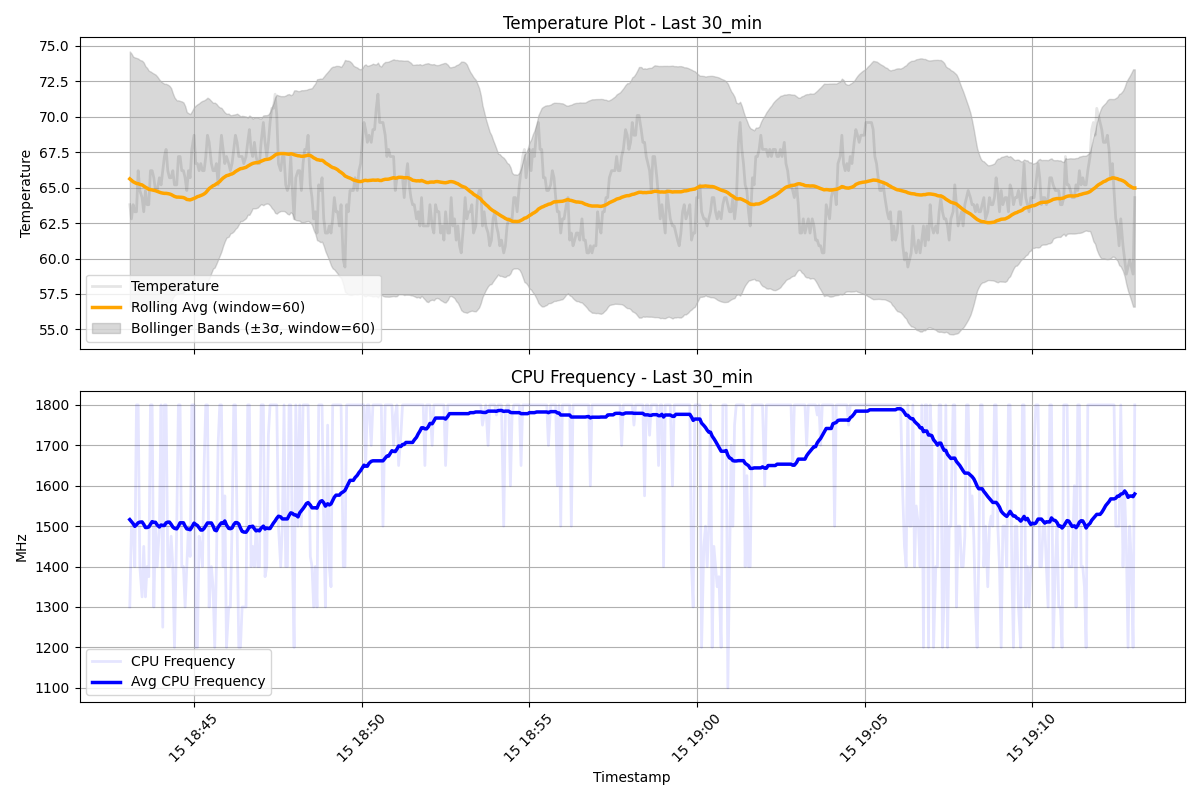 Temperature Plot - Last 30_min
75.0
72.5
70.0
67.5
65.0
62.5
60.0
57.5
55.0
Temperature
Temperature
Rolling Avg (window=60)
Bollinger Bands (±3σ, window=60)
CPU Frequency - Last 30_min
1800
1700
1600
1500
1400
1300
1200
1100
MHz
CPU Frequency
Avg CPU Frequency
15 18:45
15 18:50
15 18:55
15 19:00
15 19:05
15 19:10
Timestamp